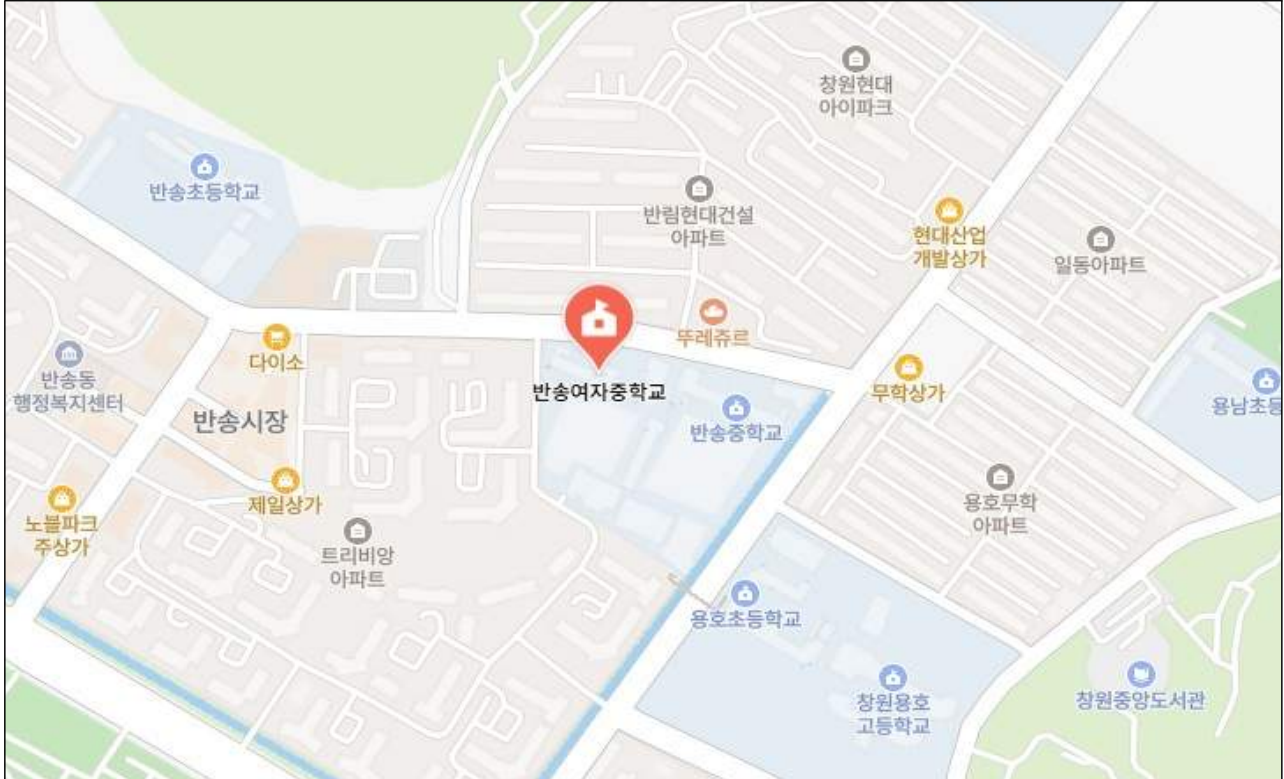 창원현대
아이파크
반송초등학교
반림현대건설
아파트
현대산업
개발상가
일동아파트
뚜레쥬르
다이소
반송동
행정복지센터
반송여자중학교
무학상가
용남초등
반송시장
반송중학교
제일상가
노블파크
주상가
용호무학
아파트
트리비앙
아파트
용호초등학교
창원용호
고등학교
창원중앙도서관